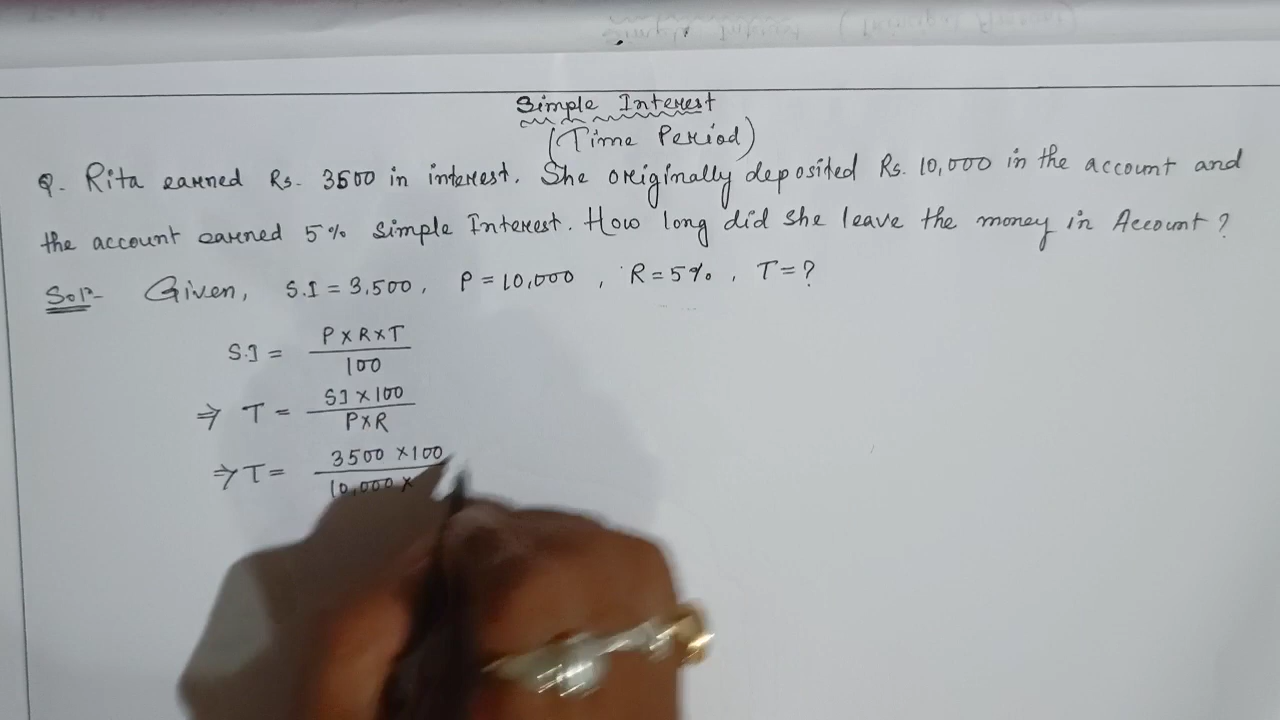 Simple Interest
(Time Period)
Q. Rita earned Rs. 3500 in interest. She originally deposited Rs. 10,000 in the account and
the account earned 5% Simple Interest. How long did she leave the money in Account?
Solⁿ- Given, S.I = 3,500, P = 10,000, R = 5%, T = ?
S.I = P×R×T / 100
⇒ T = SI×100 / P×R
⇒ T = 3500 ×100 / 10,000 ×